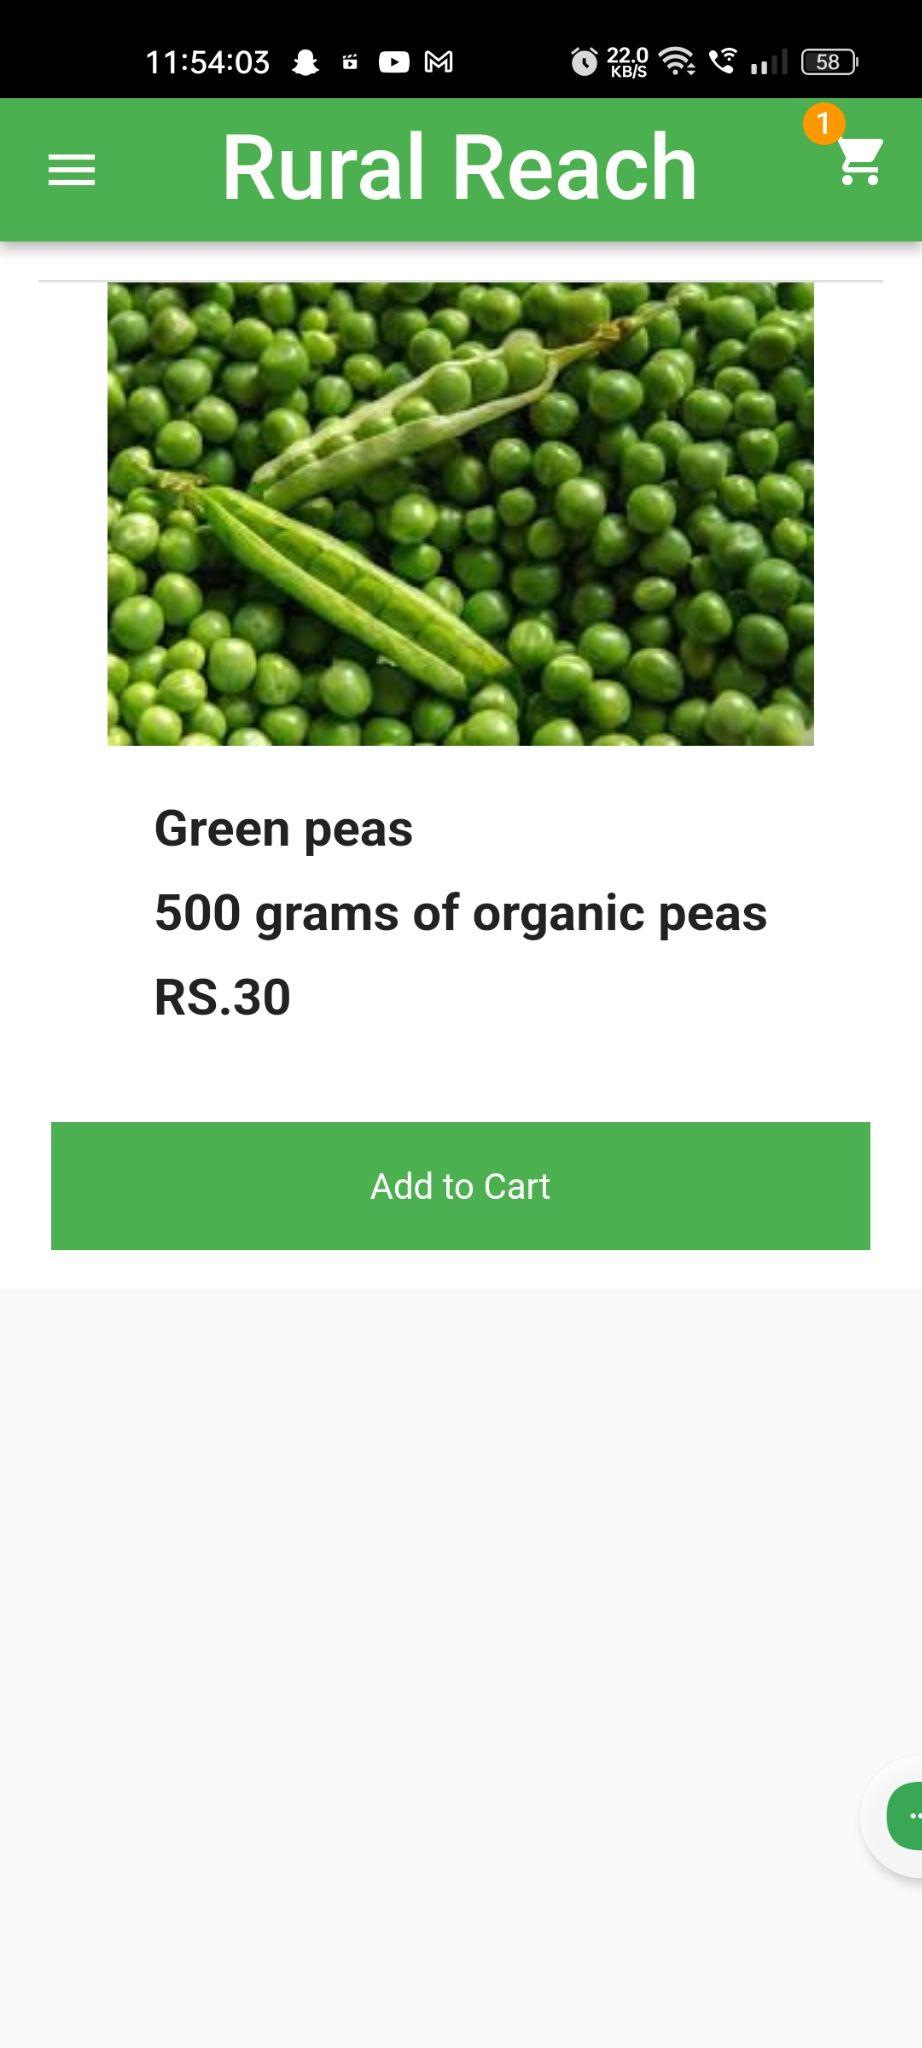 11:54:03
22.0
KB/S
58
Rural Reach
1
Green peas
500 grams of organic peas
RS.30
Add to Cart